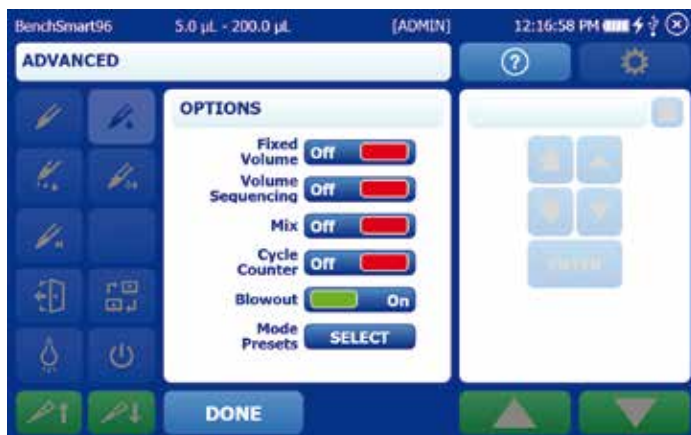 BenchSmart96 5.0 µL - 200.0 µL [ADMIN] 12:16:58 PM
ADVANCED
?
OPTIONS
Fixed
Volume Off
Volume
Sequencing Off
Mix Off
Cycle
Counter Off
Blowout On
Mode
Presets SELECT
DONE